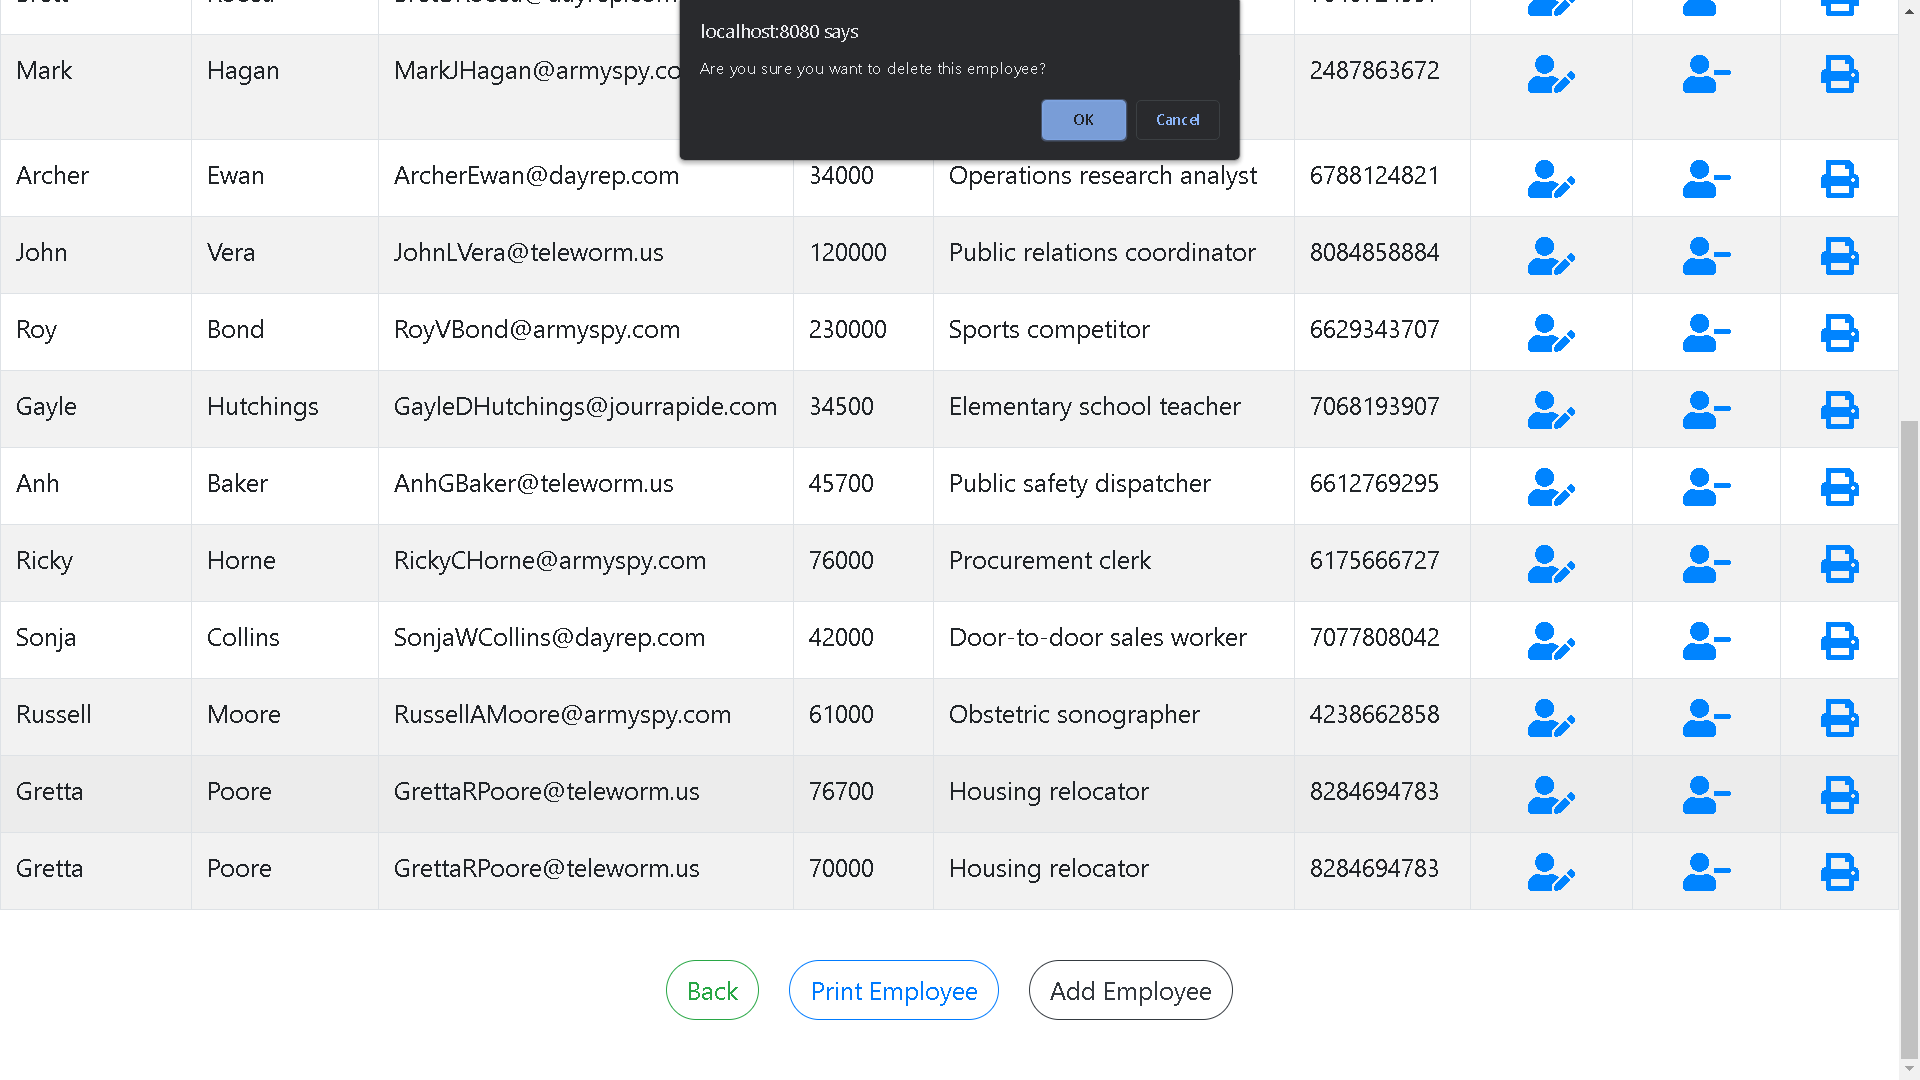 localhost:8080 says
Are you sure you want to delete this employee?
OK Cancel
Mark Hagan MarkJHagan@armyspy.co 2487863672
Archer Ewan ArcherEwan@dayrep.com 34000 Operations research analyst 6788124821
John Vera JohnLVera@teleworm.us 120000 Public relations coordinator 8084858884
Roy Bond RoyVBond@armyspy.com 230000 Sports competitor 6629343707
Gayle Hutchings GayleDHutchings@jourrapide.com 34500 Elementary school teacher 7068193907
Anh Baker AnhGBaker@teleworm.us 45700 Public safety dispatcher 6612769295
Ricky Horne RickyCHorne@armyspy.com 76000 Procurement clerk 6175666727
Sonja Collins SonjaWCollins@dayrep.com 42000 Door-to-door sales worker 7077808042
Russell Moore RussellAMoore@armyspy.com 61000 Obstetric sonographer 4238662858
Gretta Poore GrettaRPoore@teleworm.us 76700 Housing relocator 8284694783
Gretta Poore GrettaRPoore@teleworm.us 70000 Housing relocator 8284694783
Back Print Employee Add Employee